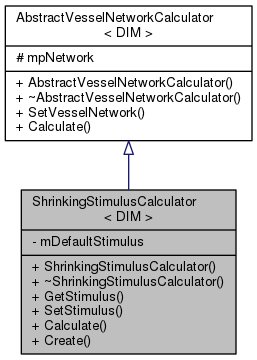 AbstractVesselNetworkCalculator
< DIM >
# mpNetwork
+ AbstractVesselNetworkCalculator()
+ ~AbstractVesselNetworkCalculator()
+ SetVesselNetwork()
+ Calculate()
ShrinkingStimulusCalculator
< DIM >
- mDefaultStimulus
+ ShrinkingStimulusCalculator()
+ ~ShrinkingStimulusCalculator()
+ GetStimulus()
+ SetStimulus()
+ Calculate()
+ Create()